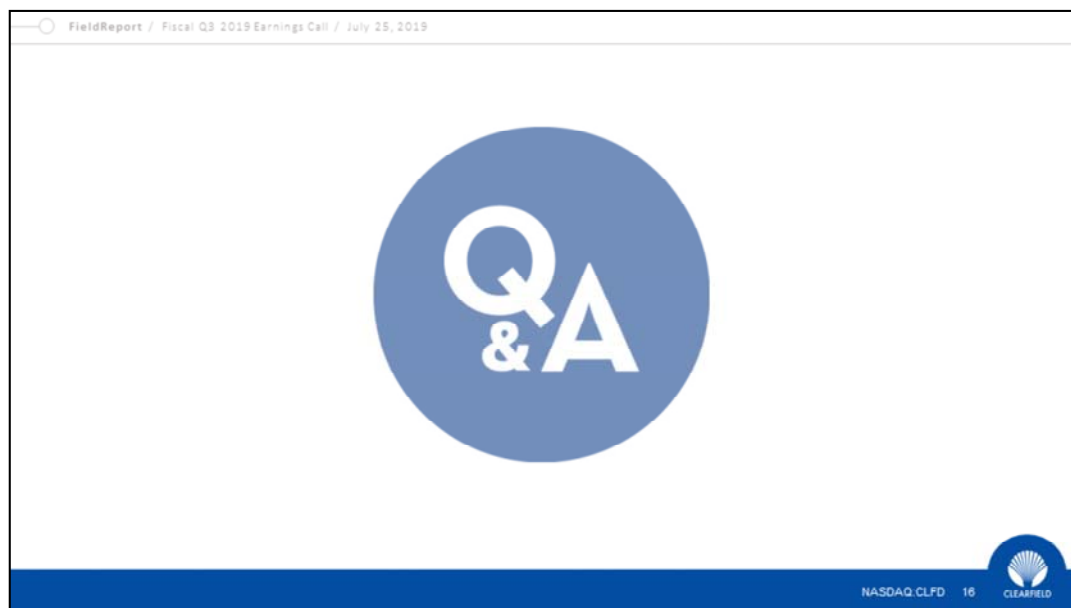 FieldReport / Fiscal Q3 2019 Earnings Call / July 25, 2019
Q
&A
NASDAQ:CLFD 16
CLEARFIELD